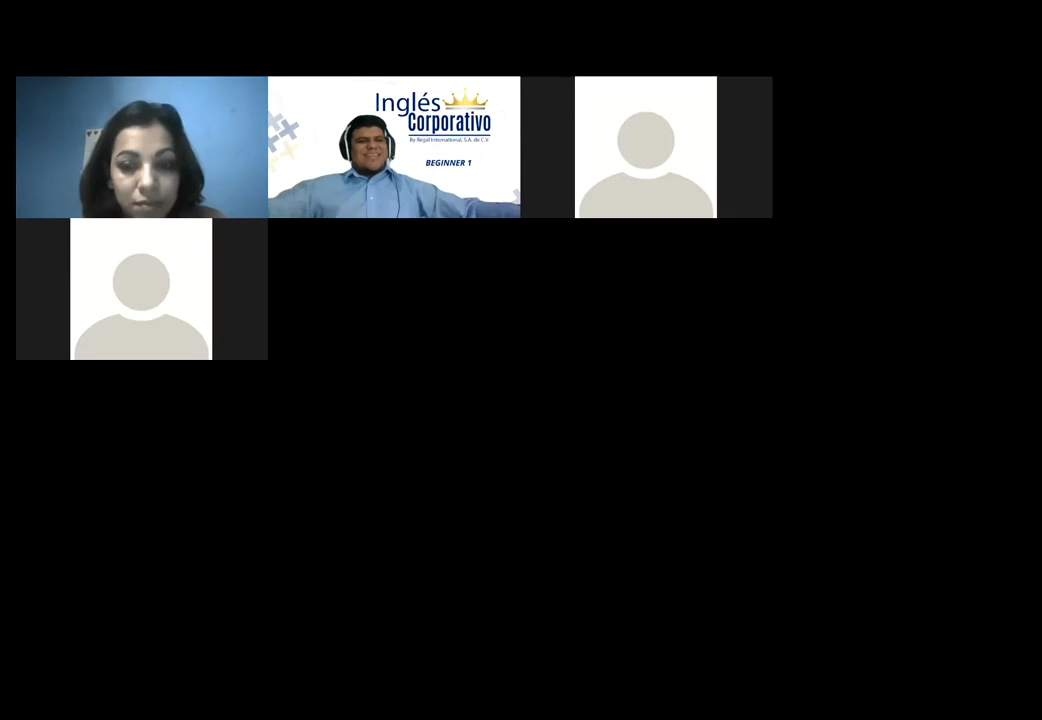 Inglés
Corporativo
By Regal International, S.A. de C.V.
BEGINNER 1